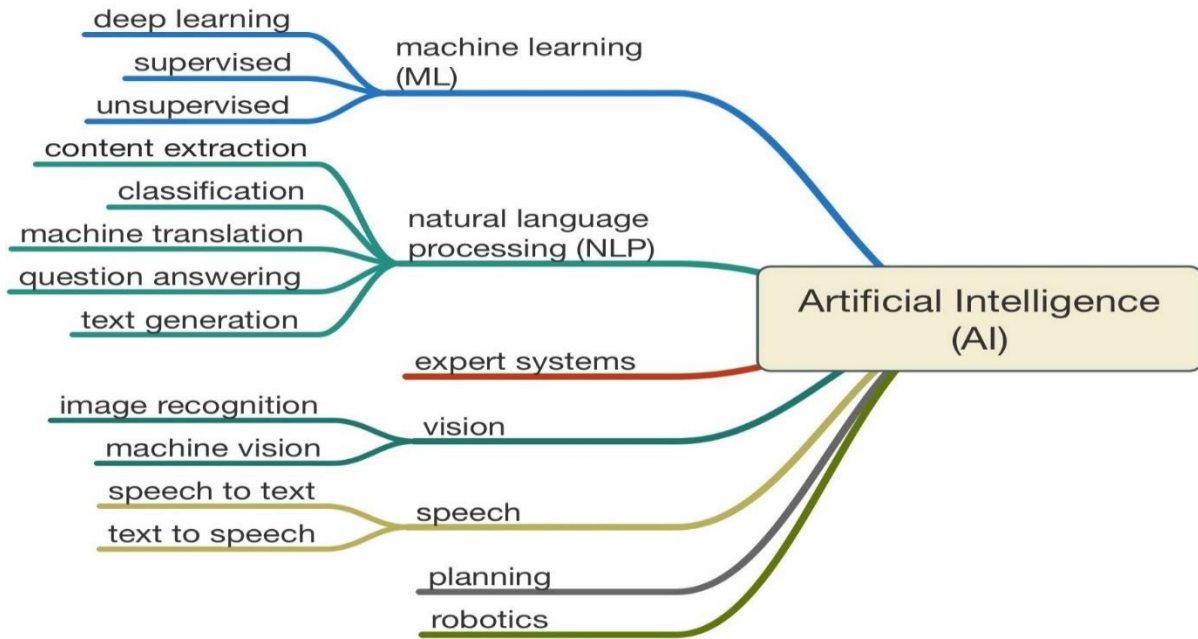 deep learning
supervised
unsupervised
machine learning
(ML)
content extraction
classification
machine translation
question answering
text generation
natural language
processing (NLP)
expert systems
image recognition
machine vision
vision
speech to text
text to speech
speech
planning
robotics
Artificial Intelligence
(AI)